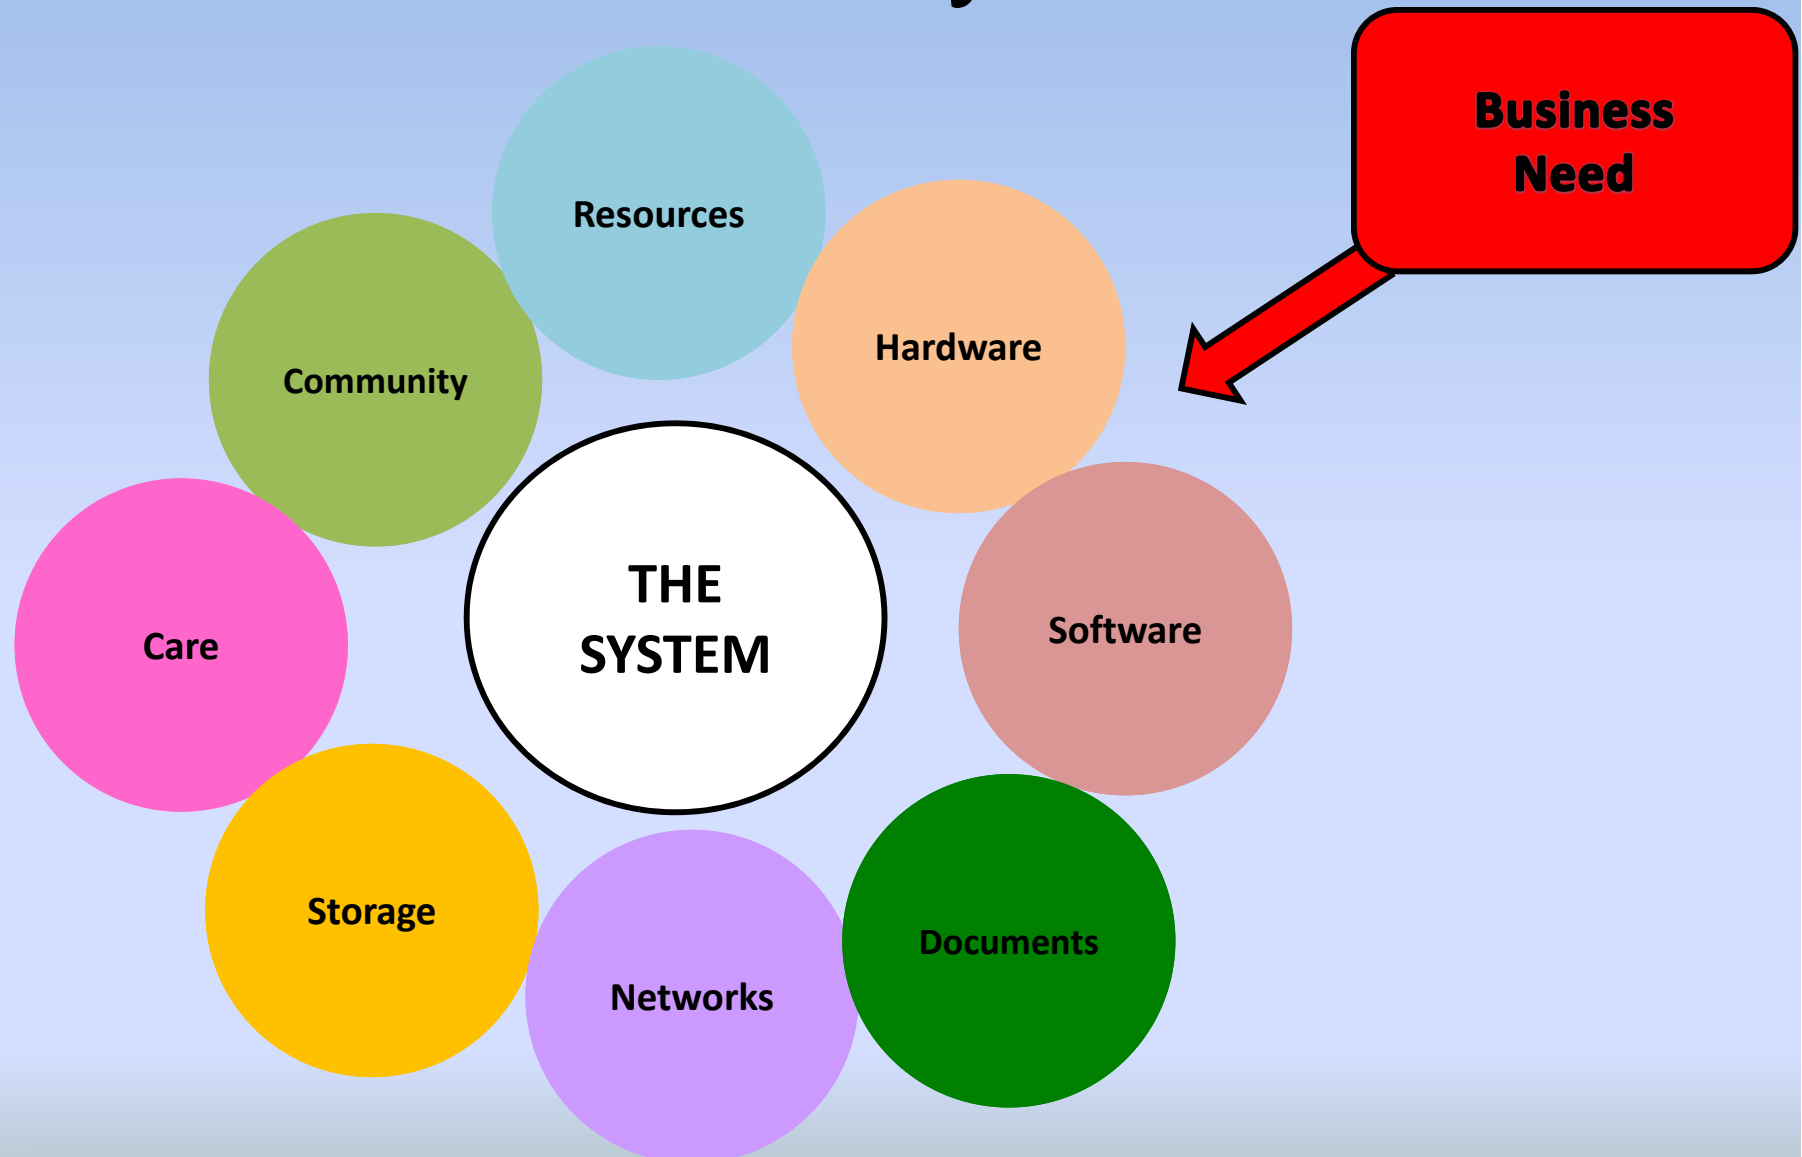 Business
Need
Resources
Hardware
Community
THE
SYSTEM
Software
Care
Storage
Documents
Networks